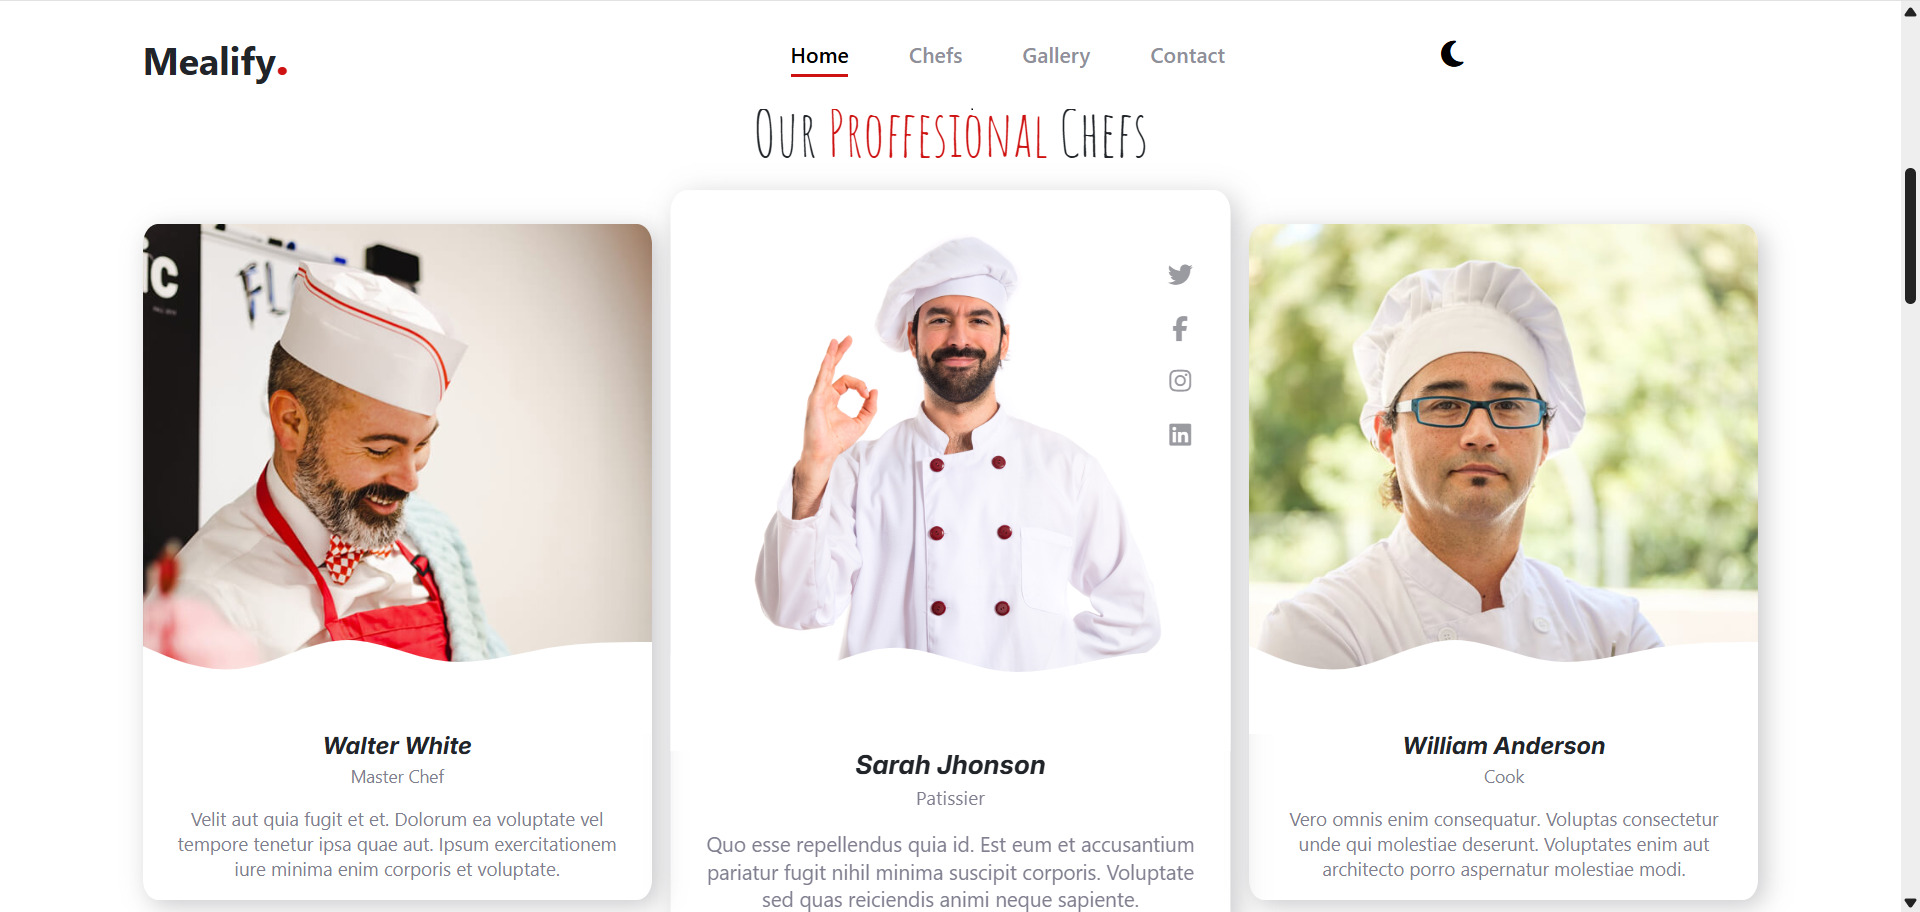 Mealify.
Home Chefs Gallery Contact
Our Proffesional Chefs
ic
FL
Walter White
Master Chef
Velit aut quia fugit et et. Dolorum ea voluptate vel
tempore tenetur ipsa quae aut. Ipsum exercitationem
iure minima enim corporis et voluptate.
Sarah Jhonson
Patissier
Quo esse repellendus quia id. Est eum et accusantium
pariatur fugit nihil minima suscipit corporis. Voluptate
sed quas reiciendis animi neque sapiente.
William Anderson
Cook
Vero omnis enim consequatur. Voluptas consectetur
unde qui molestiae deserunt. Voluptates enim aut
architecto porro aspernatur molestiae modi.